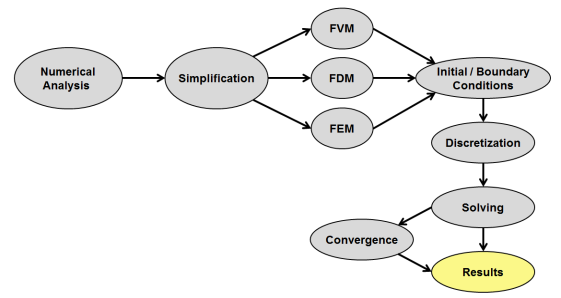 Numerical
Analysis
Simplification
FVM
FDM
FEM
Initial / Boundary
Conditions
Discretization
Solving
Convergence
Results